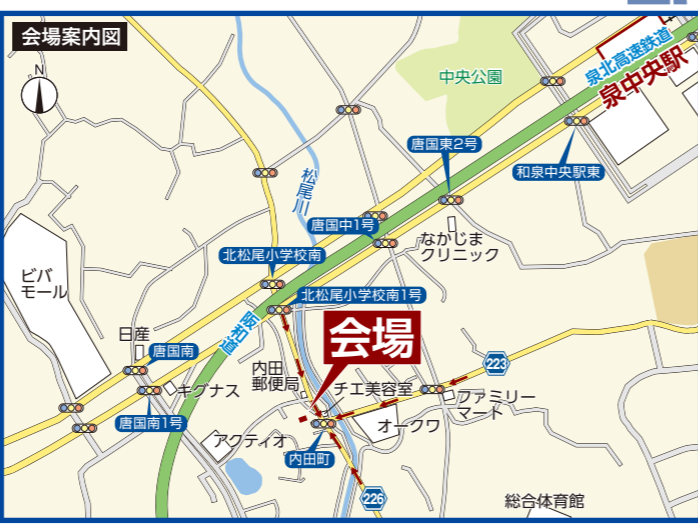 会場案内図
N
中央公園
泉北高速鉄道
泉中央駅
唐国東2号
和泉中央駅東
松尾川
唐国中1号
なかじま
クリニック
北松尾小学校南
ビバ
モール
北松尾小学校南1号
阪和道
会場
日産
唐国南
223
内田
郵便局
チエ美容室
キグナス
ファミリー
マート
唐国南1号
オークワ
アクティオ
内田町
226
総合体育館